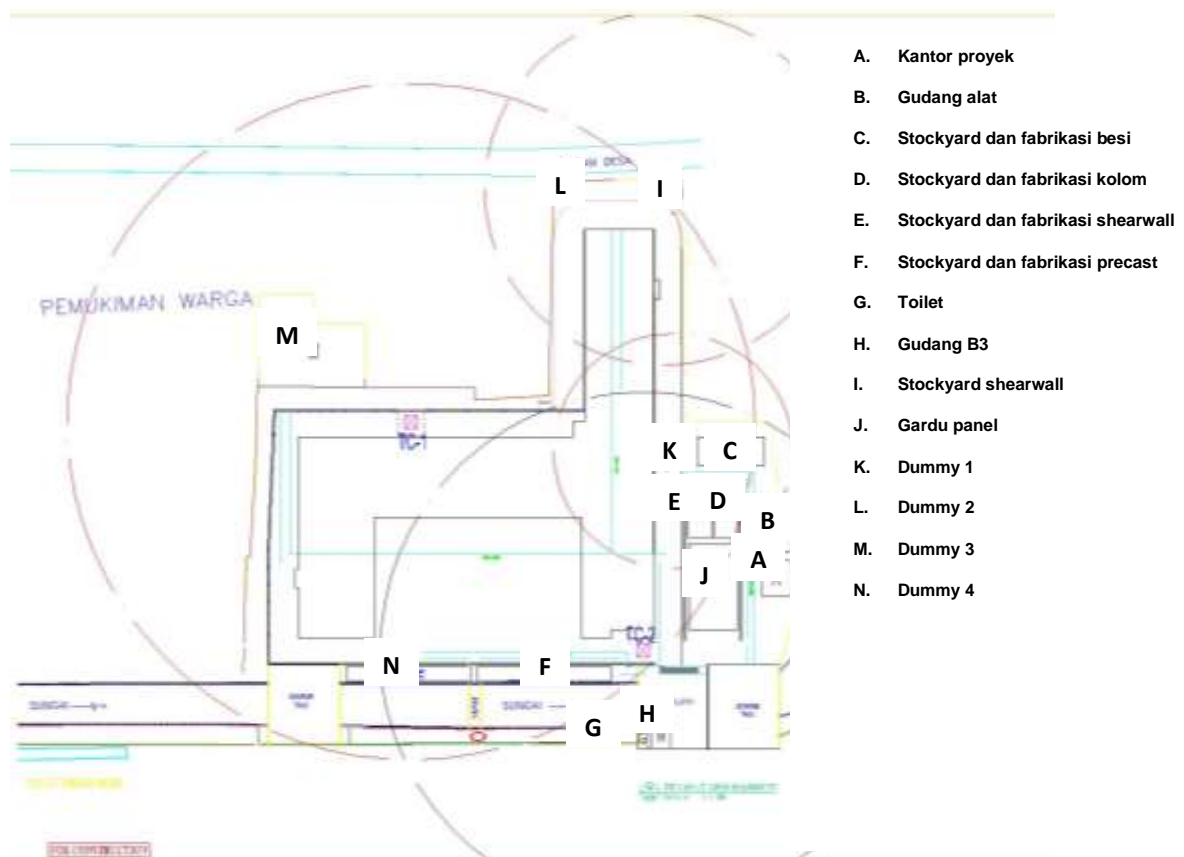 L
I
PEMUKIMAN WARGA
M
TC-1
K
C
E
D
B
A
J
TC-2
N
F
SUNGAI
SUNGAI
H
G
A. Kantor proyek
B. Gudang alat
C. Stockyard dan fabrikasi besi
D. Stockyard dan fabrikasi kolom
E. Stockyard dan fabrikasi shearwall
F. Stockyard dan fabrikasi precast
G. Toilet
H. Gudang B3
I. Stockyard shearwall
J. Gardu panel
K. Dummy 1
L. Dummy 2
M. Dummy 3
N. Dummy 4